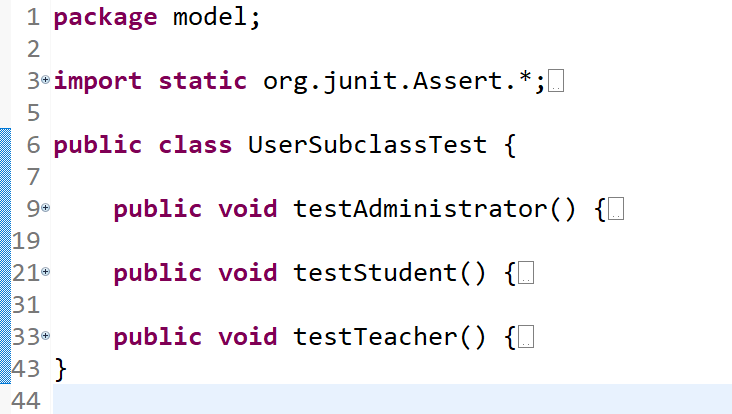 1 package model;
2
3 import static org.junit.Assert.*;
5
6 public class UserSubclassTest {
7
9 public void testAdministrator() {
19
21 public void testStudent() {
31
33 public void testTeacher() {
43 }
44